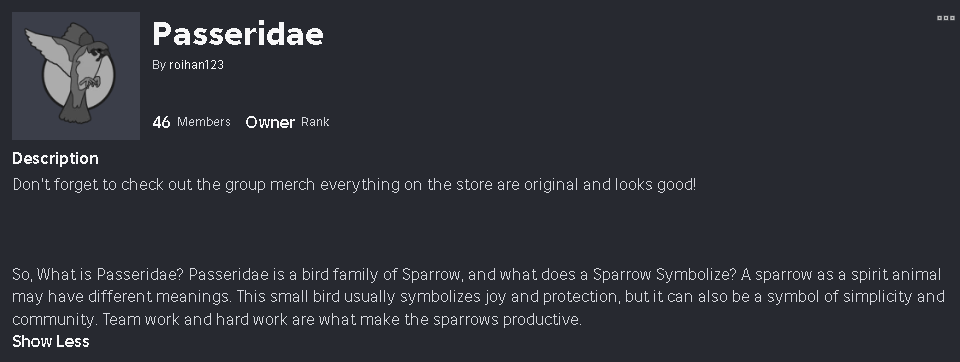 Passeridae
By roihan123
46 Members Owner Rank
Description
Don't forget to check out the group merch everything on the store are original and looks good!
So, What is Passeridae? Passeridae is a bird family of Sparrow, and what does a Sparrow Symbolize? A sparrow as a spirit animal
may have different meanings. This small bird usually symbolizes joy and protection, but it can also be a symbol of simplicity and
community. Team work and hard work are what make the sparrows productive.
Show Less